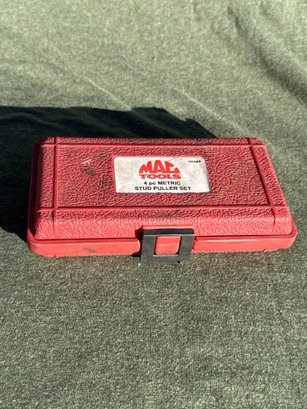 MAC
TOOLS
4 pc METRIC
STUD PULLER SET